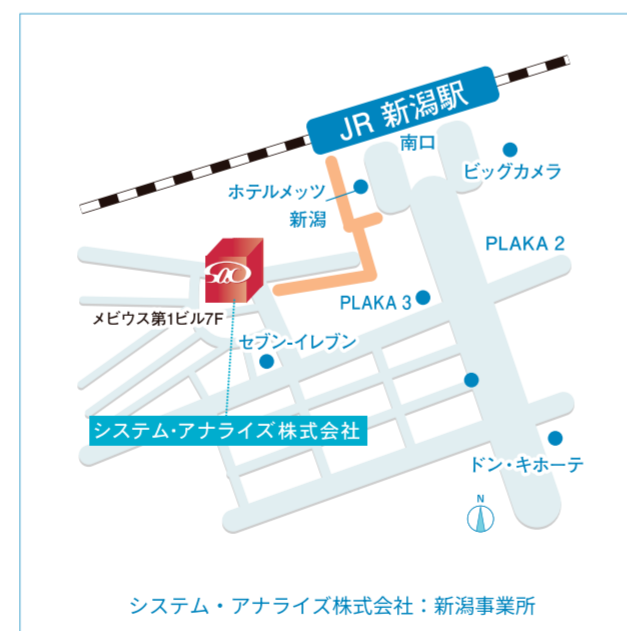 JR 新潟駅
南口
ビッグカメラ
ホテルメッツ
新潟
PLAKA 2
PLAKA 3
メビウス第1ビル7F
セブン-イレブン
システム・アナライズ株式会社
ドン・キホーテ
N
システム・アナライズ株式会社：新潟事業所